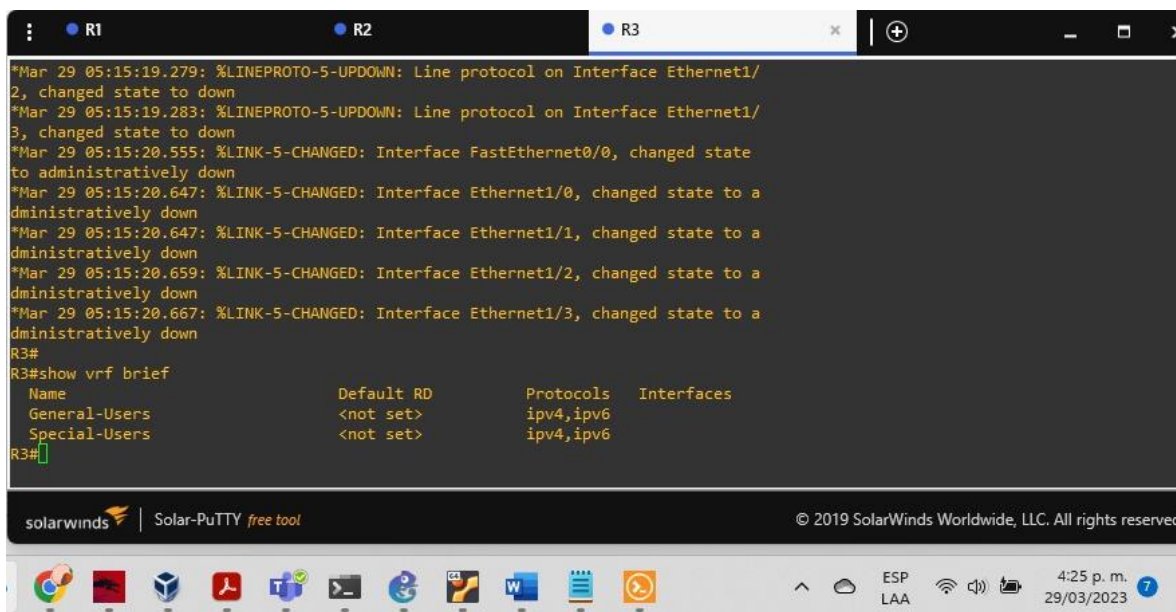 R1
R2
R3
*Mar 29 05:15:19.279: %LINEPROTO-5-UPDOWN: Line protocol on Interface Ethernet1/
2, changed state to down
*Mar 29 05:15:19.283: %LINEPROTO-5-UPDOWN: Line protocol on Interface Ethernet1/
3, changed state to down
*Mar 29 05:15:20.555: %LINK-5-CHANGED: Interface FastEthernet0/0, changed state
to administratively down
*Mar 29 05:15:20.647: %LINK-5-CHANGED: Interface Ethernet1/0, changed state to a
dministratively down
*Mar 29 05:15:20.647: %LINK-5-CHANGED: Interface Ethernet1/1, changed state to a
dministratively down
*Mar 29 05:15:20.659: %LINK-5-CHANGED: Interface Ethernet1/2, changed state to a
dministratively down
*Mar 29 05:15:20.667: %LINK-5-CHANGED: Interface Ethernet1/3, changed state to a
dministratively down
R3#
R3#show vrf brief
Name Default RD Protocols Interfaces
General-Users <not set> ipv4,ipv6
Special-Users <not set> ipv4,ipv6
R3#
solarwinds Solar-PuTTY free tool © 2019 SolarWinds Worldwide, LLC. All rights reserved
ESP
LAA
4:25 p. m.
29/03/2023
7